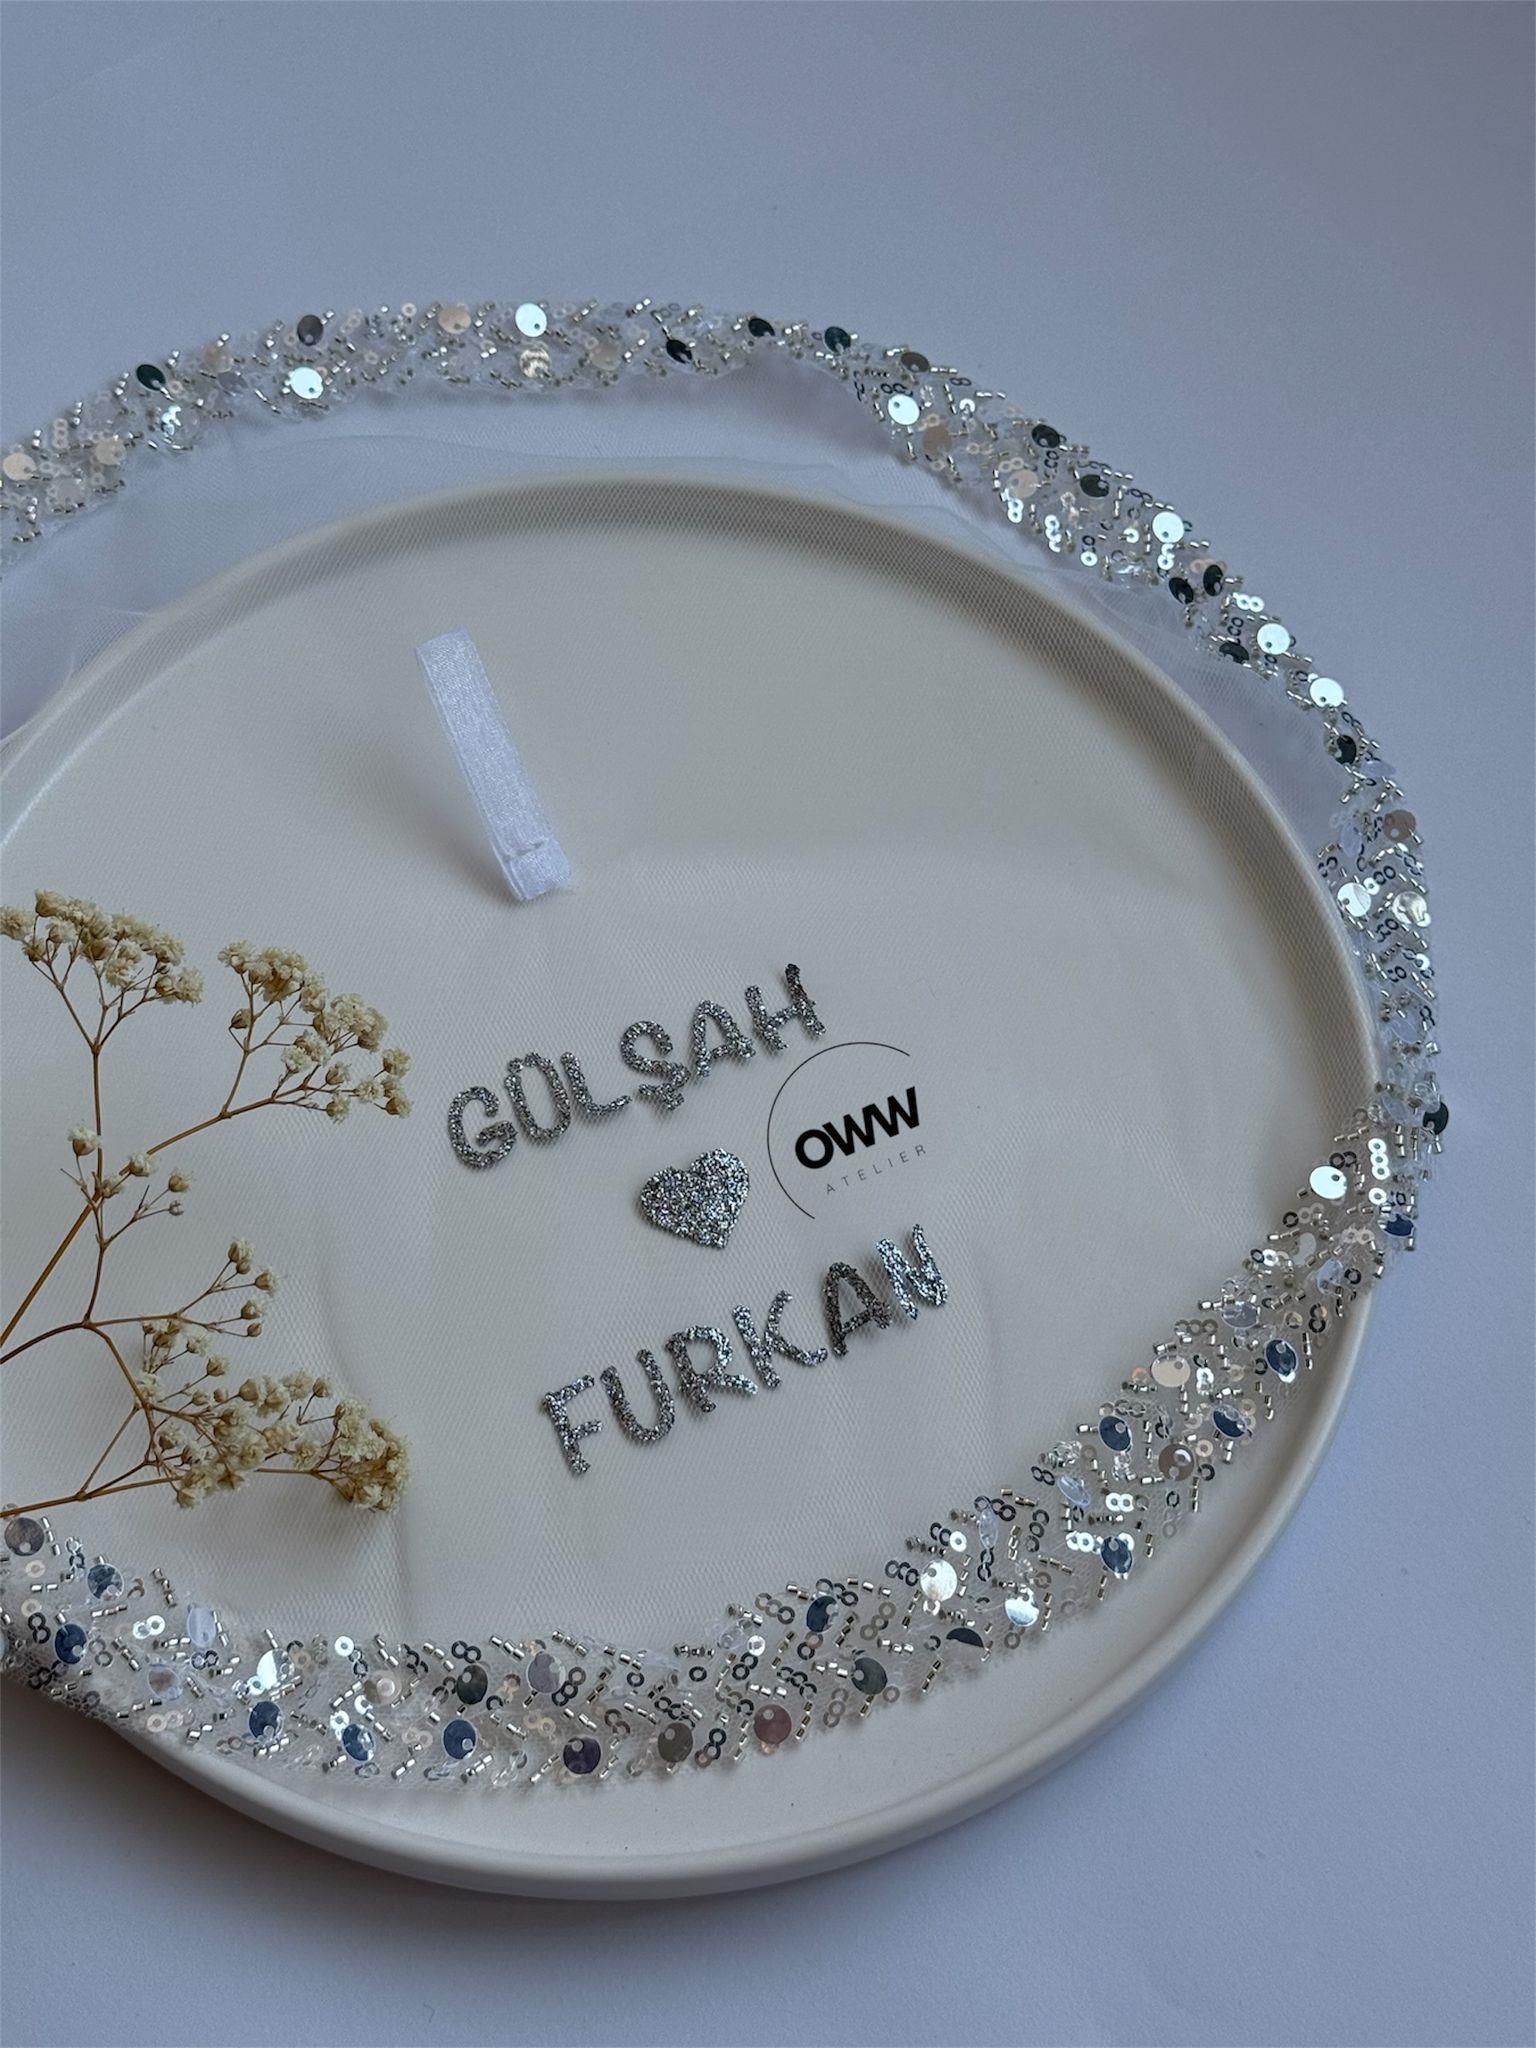 GÜLŞAH
OWW
ATELIER
FURKAN